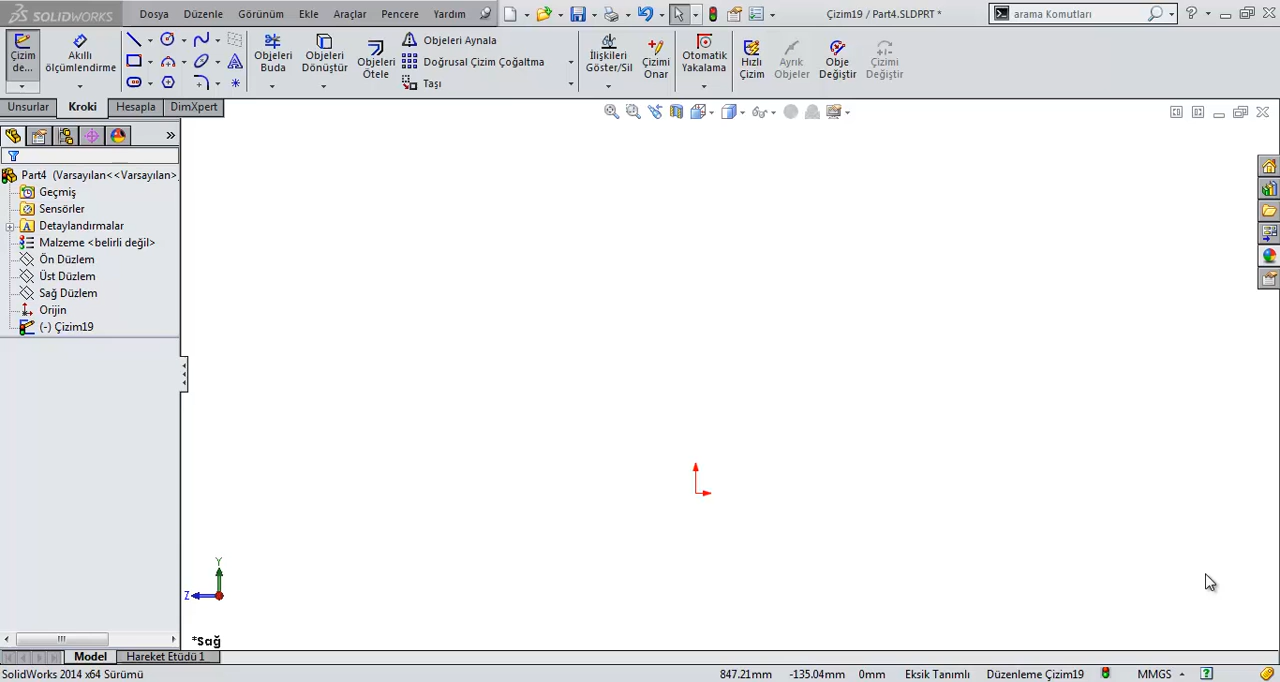 SOLIDWORKS Dosya Düzenle Görünüm Ekle Araçlar Pencere Yardım Çizim19 / Part4.SLDPRT * arama Komutları
Çizim de...
Akıllı ölçümlendirme
Objeleri Buda
Objeleri Dönüştür
Objeleri Ötele
Objeleri Aynala
Doğrusal Çizim Çoğaltma
Taşı
İlişkileri Göster/Sil
Çizimi Onar
Otomatik Yakalama
Hızlı Çizim
Ayrık Objeler
Obje Değiştir
Çizimi Değiştir
Unsurlar Kroki Hesapla DimXpert
Part4 (Varsayılan<<Varsayılan>
Geçmiş
Sensörler
Detaylandırmalar
Malzeme <belirli değil>
Ön Düzlem
Üst Düzlem
Sağ Düzlem
Orijin
(-) Çizim19
Y
Z
*Sağ
Model Hareket Etüdü 1
SolidWorks 2014 x64 Sürümü 847.21mm -135.04mm 0mm Eksik Tanımlı Düzenleme Çizim19 MMGS